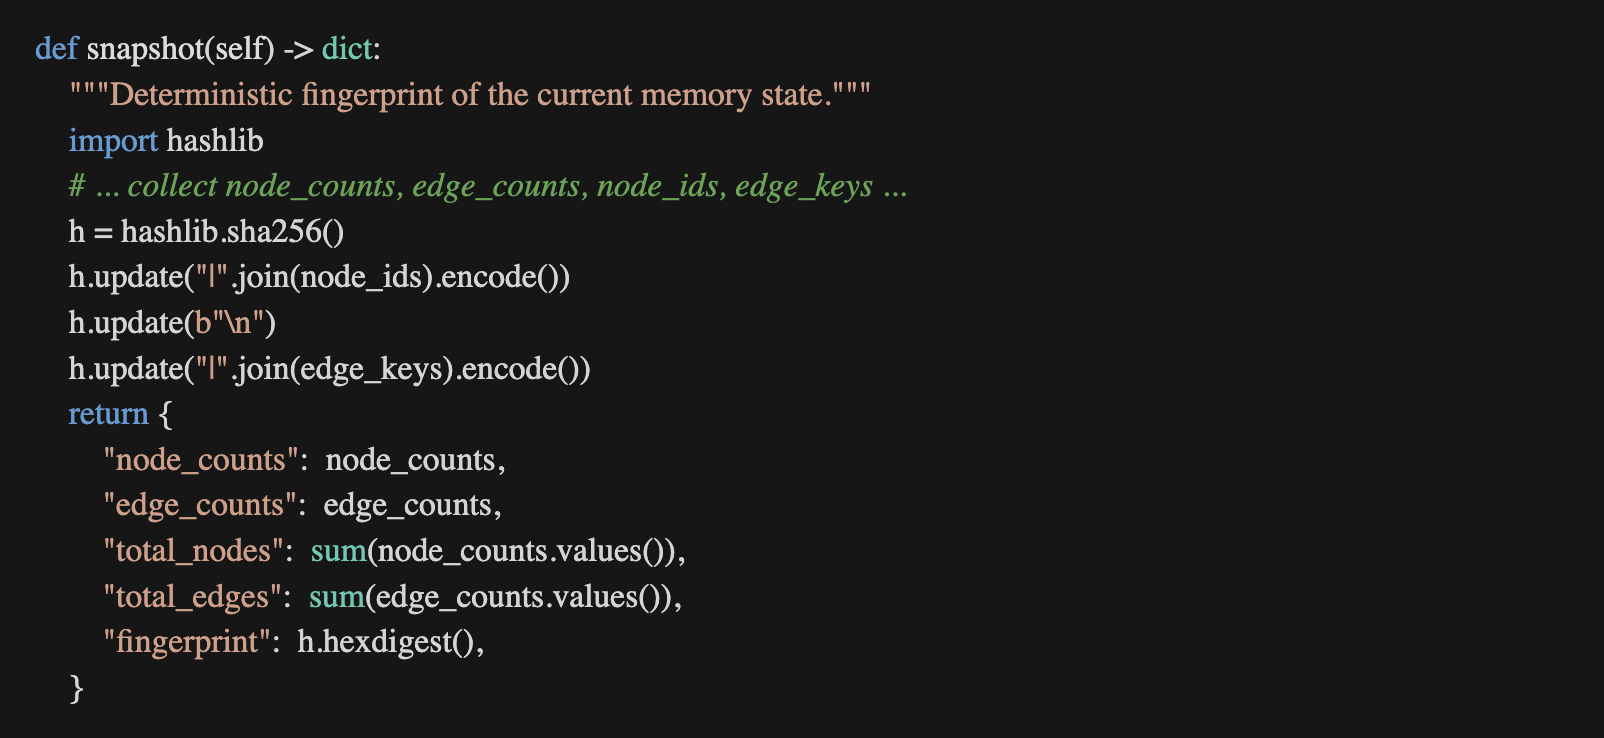 def snapshot(self) -> dict:
"""Deterministic fingerprint of the current memory state."""
import hashlib
# ... collect node_counts, edge_counts, node_ids, edge_keys ...
h = hashlib.sha256()
h.update("|".join(node_ids).encode())
h.update(b"\n")
h.update("|".join(edge_keys).encode())
return {
"node_counts": node_counts,
"edge_counts": edge_counts,
"total_nodes": sum(node_counts.values()),
"total_edges": sum(edge_counts.values()),
"fingerprint": h.hexdigest(),
}